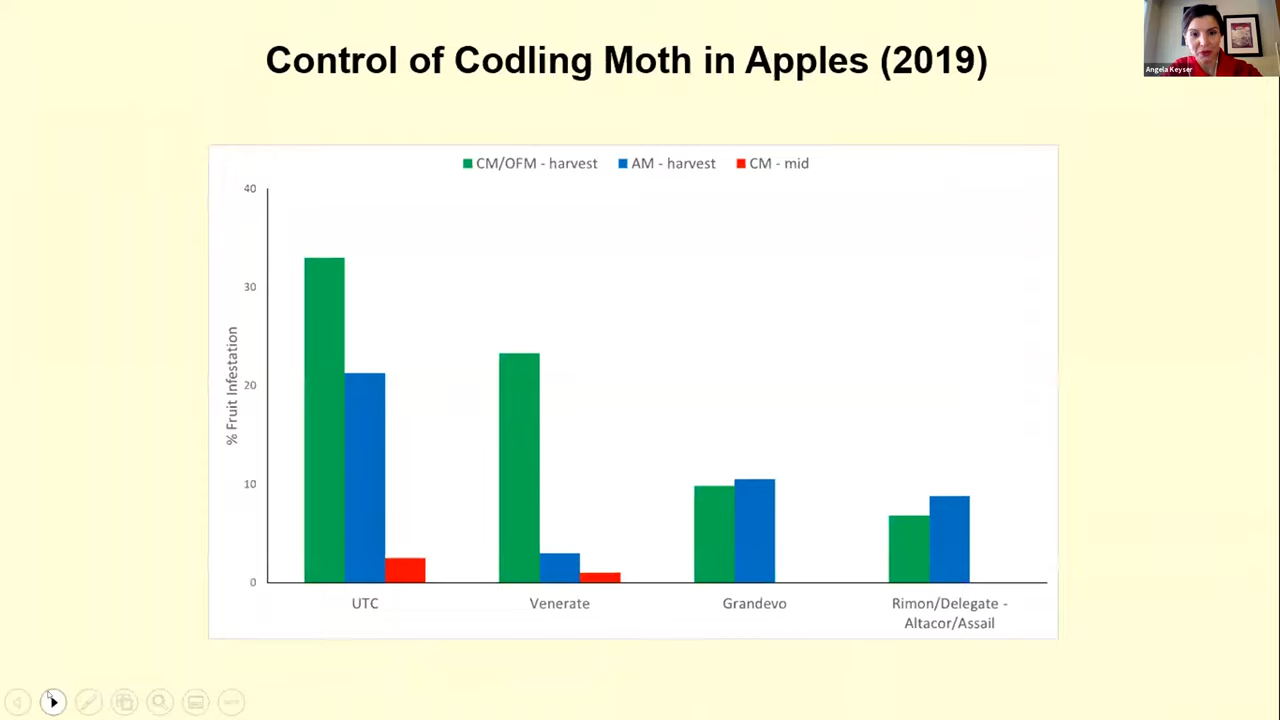 Control of Codling Moth in Apples (2019)
Angela Keyser
CM/OFM - harvest AM - harvest CM - mid
40
30
20
10
0
% Fruit Infestation
UTC Venerate Grandevo Rimon/Delegate -
Altacor/Assail